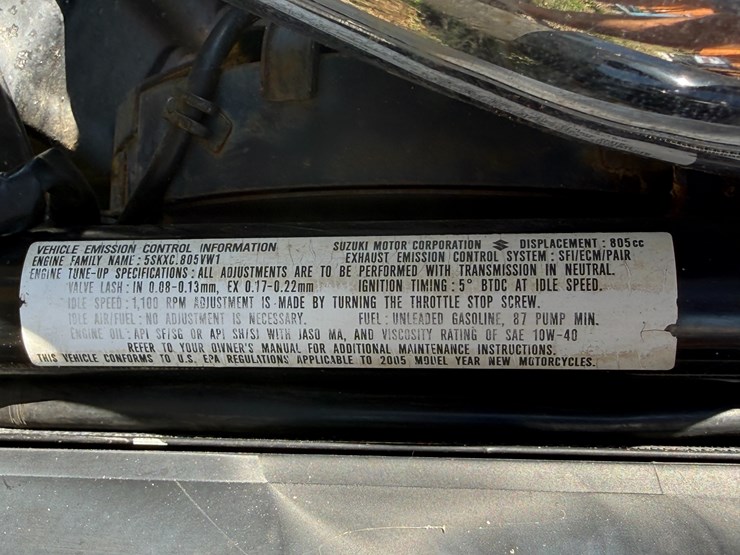 VEHICLE EMISSION CONTROL INFORMATION SUZUKI MOTOR CORPORATION DISPLACEMENT : 805cc
ENGINE FAMILY NAME : 5SKXC.805VW1 EXHAUST EMISSION CONTROL SYSTEM : SFI/ECM/PAIR
ENGINE TUNE-UP SPECIFICATIONS : ALL ADJUSTMENTS ARE TO BE PERFORMED WITH TRANSMISSION IN NEUTRAL.
VALVE LASH : IN 0.08-0.13mm, EX 0.17-0.22mm IGNITION TIMING : 5° BTDC AT IDLE SPEED.
IDLE SPEED : 1,100 RPM ADJUSTMENT IS MADE BY TURNING THE THROTTLE STOP SCREW.
IDLE AIR/FUEL : NO ADJUSTMENT IS NECESSARY. FUEL : UNLEADED GASOLINE, 87 PUMP MIN.
ENGINE OIL : API SF/SG OR API SH/SJ WITH JASO MA, AND VISCOSITY RATING OF SAE 10W-40
REFER TO YOUR OWNER'S MANUAL FOR ADDITIONAL MAINTENANCE INSTRUCTIONS.
THIS VEHICLE CONFORMS TO U.S. EPA REGULATIONS APPLICABLE TO 2005 MODEL YEAR NEW MOTORCYCLES.